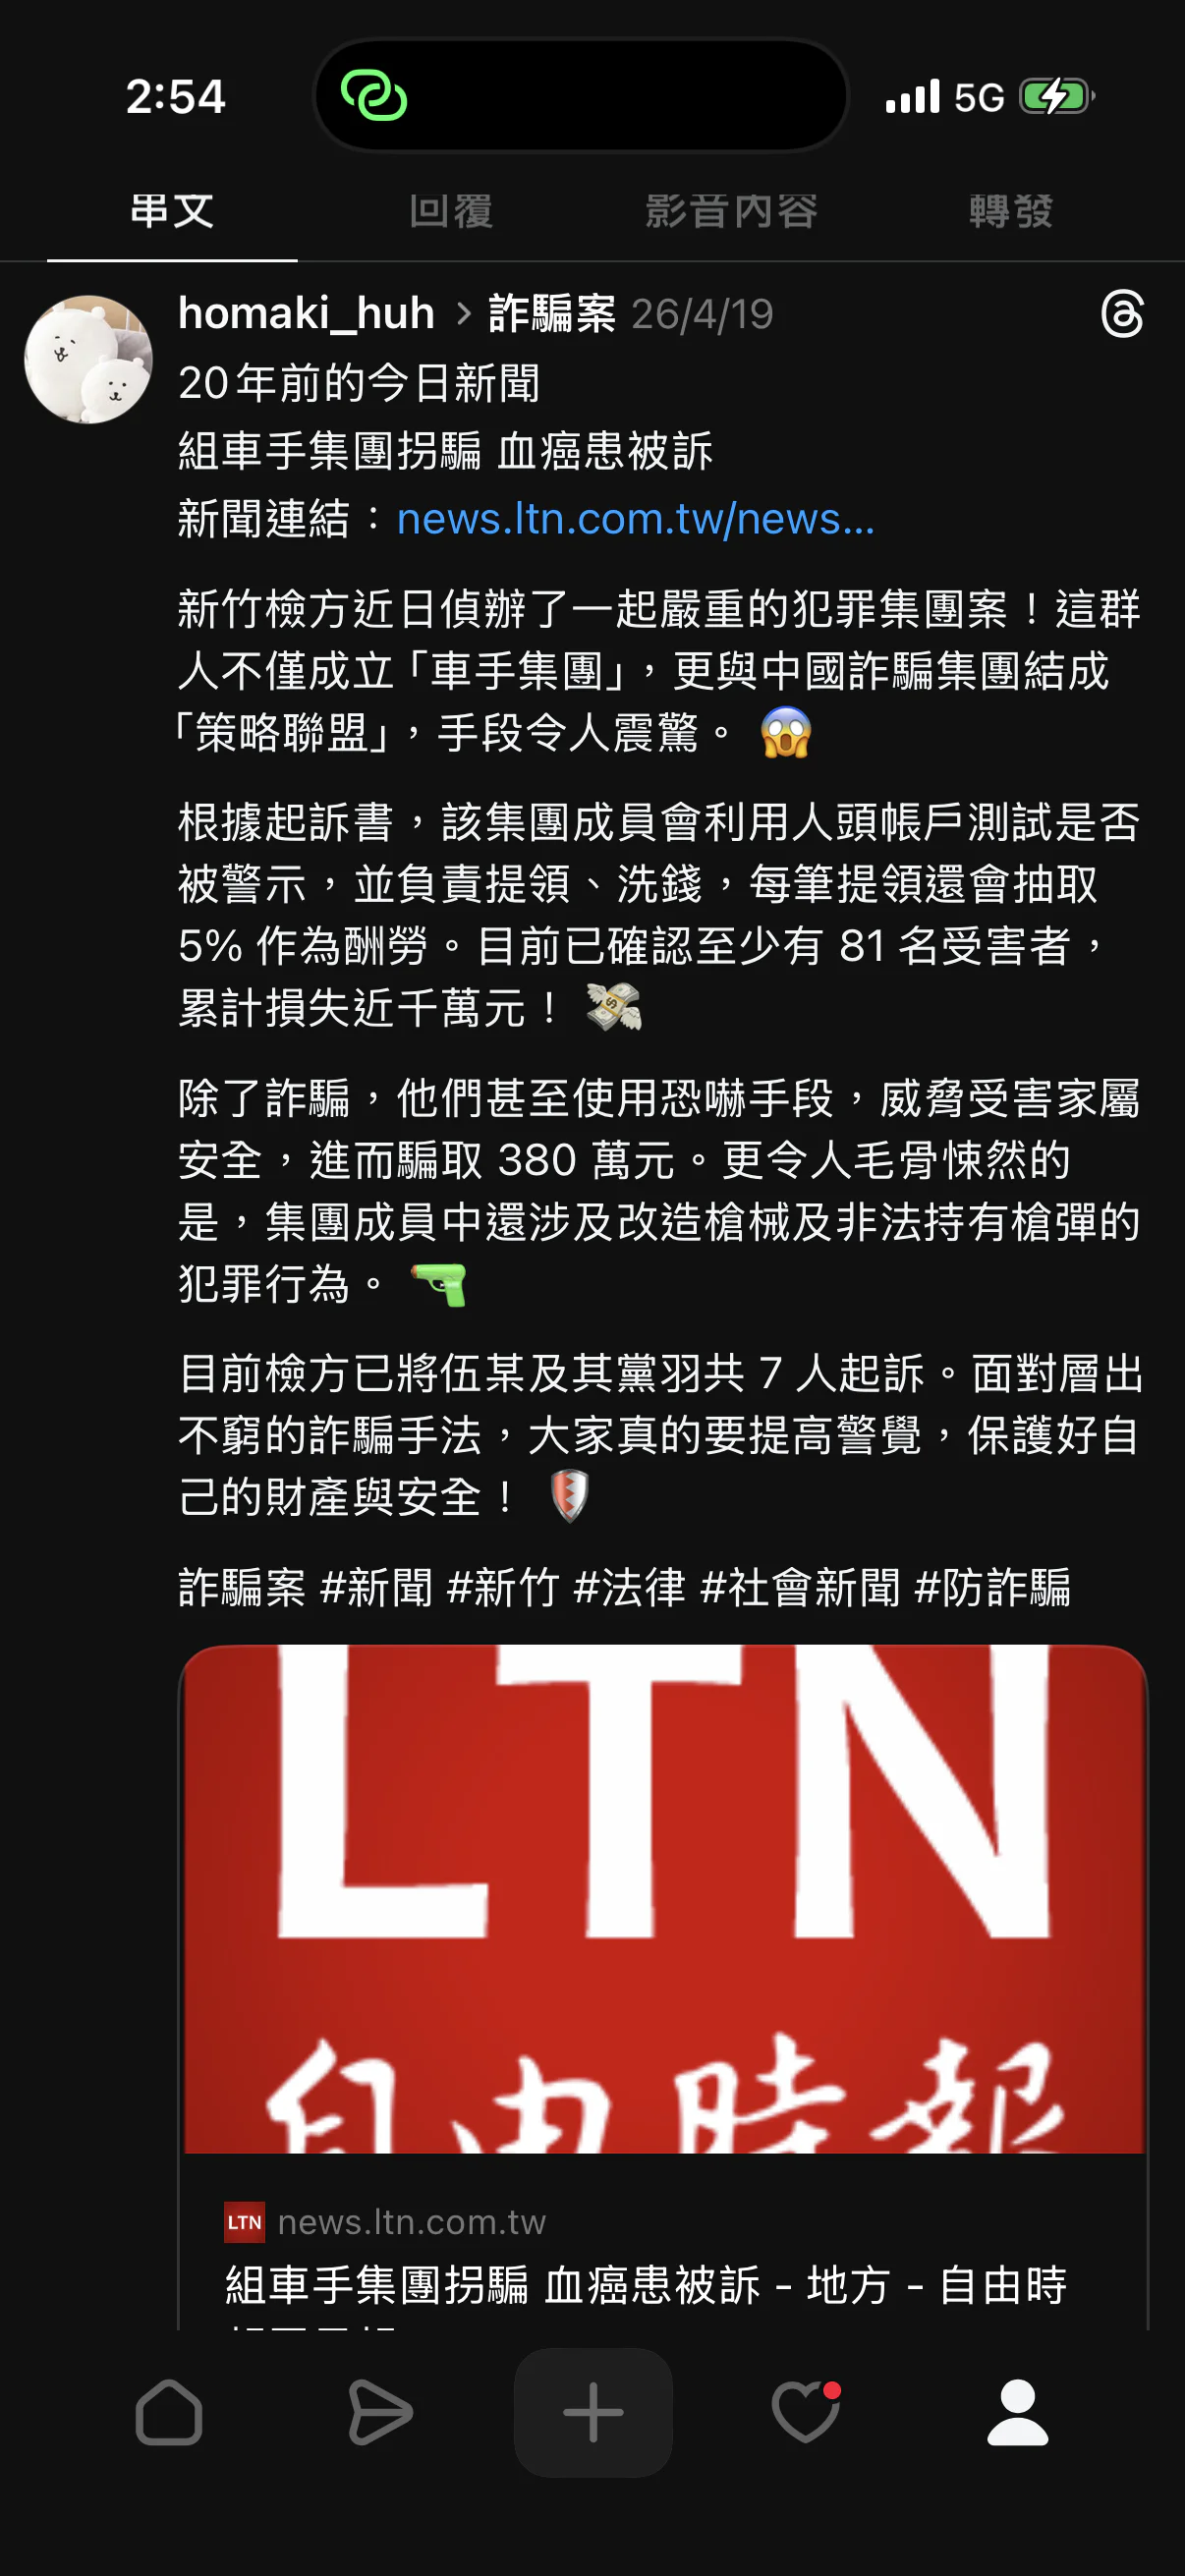 2:54
5G
串文 回覆 影音內容 轉發
homaki_huh > 詐騙案 26/4/19
20年前的今日新聞
組車手集團拐騙 血癌患被訴
新聞連結：news.ltn.com.tw/news...
新竹檢方近日偵辦了一起嚴重的犯罪集團案！這群
人不僅成立「車手集團」，更與中國詐騙集團結成
「策略聯盟」，手段令人震驚。 😱
根據起訴書，該集團成員會利用人頭帳戶測試是否
被警示，並負責提領、洗錢，每筆提領還會抽取
5% 作為酬勞。目前已確認至少有 81 名受害者，
累計損失近千萬元！ 💸
除了詐騙，他們甚至使用恐嚇手段，威脅受害家屬
安全，進而騙取 380 萬元。更令人毛骨悚然的
是，集團成員中還涉及改造槍械及非法持有槍彈的
犯罪行為。 🔫
目前檢方已將伍某及其黨羽共 7 人起訴。面對層出
不窮的詐騙手法，大家真的要提高警覺，保護好自
己的財產與安全！ 🛡️
詐騙案 #新聞 #新竹 #法律 #社會新聞 #防詐騙
LTN
自由時報
LTN news.ltn.com.tw
組車手集團拐騙 血癌患被訴 - 地方 - 自由時